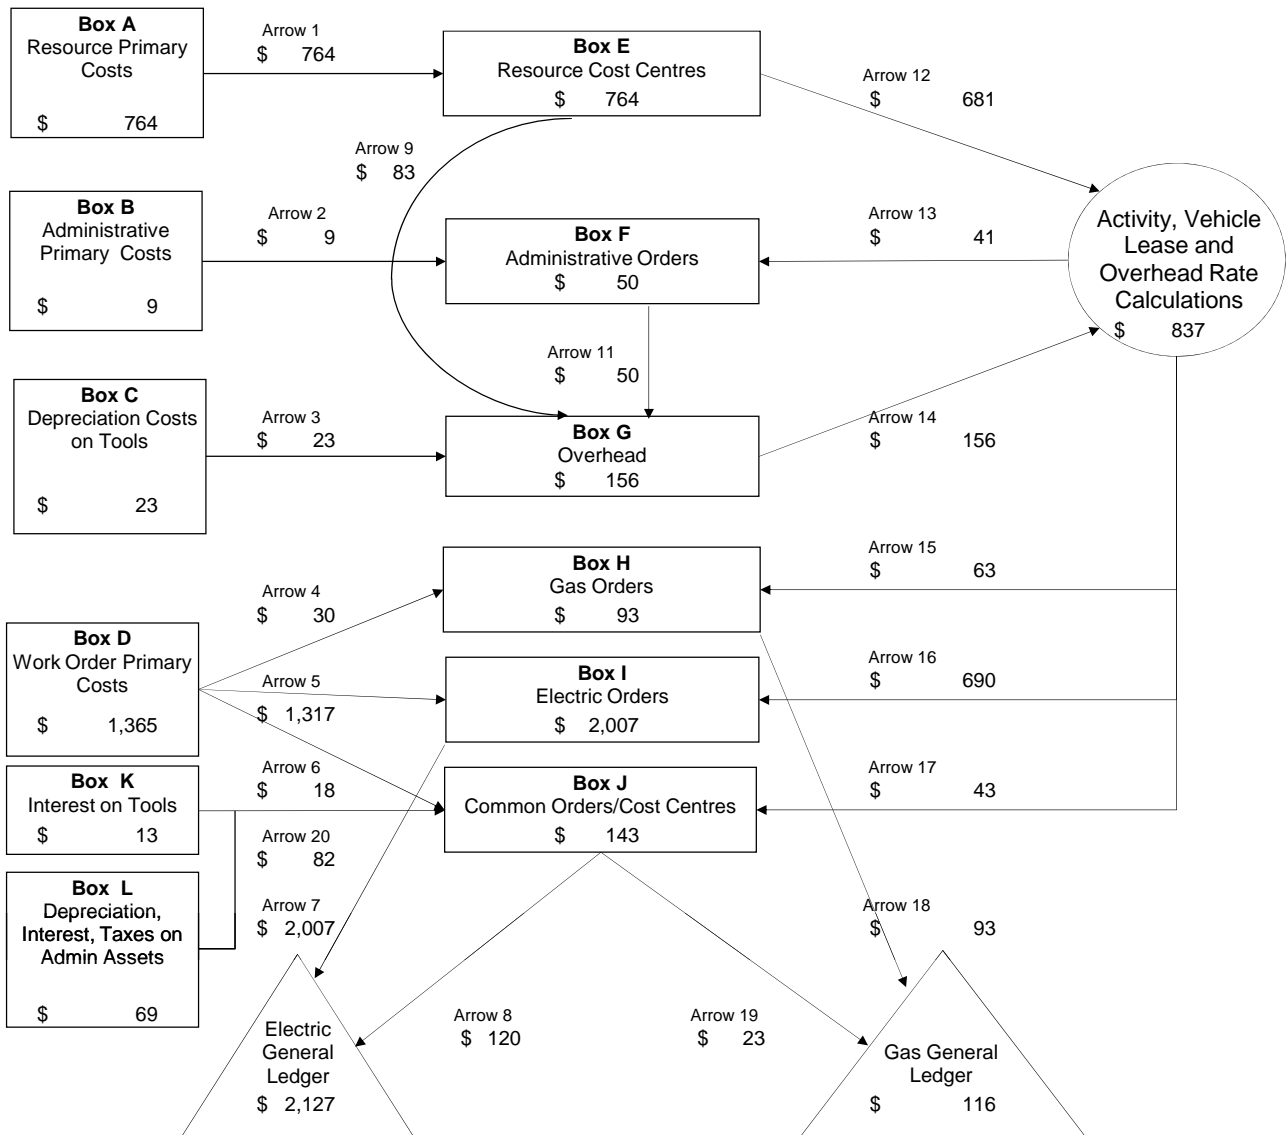 Box A
Resource Primary
Costs
$ 764
Arrow 1
$ 764
Box E
Resource Cost Centres
$ 764
Arrow 12
$ 681
Arrow 9
$ 83
Box B
Administrative
Primary Costs
$ 9
Arrow 2
$ 9
Box F
Administrative Orders
$ 50
Arrow 13
$ 41
Activity, Vehicle
Lease and
Overhead Rate
Calculations
$ 837
Arrow 11
$ 50
Box C
Depreciation Costs
on Tools
$ 23
Arrow 3
$ 23
Box G
Overhead
$ 156
Arrow 14
$ 156
Box D
Work Order Primary
Costs
$ 1,365
Arrow 4
$ 30
Box H
Gas Orders
$ 93
Arrow 15
$ 63
Arrow 5
$ 1,317
Box I
Electric Orders
$ 2,007
Arrow 16
$ 690
Box K
Interest on Tools
$ 13
Arrow 6
$ 18
Box J
Common Orders/Cost Centres
$ 143
Arrow 17
$ 43
Arrow 20
$ 82
Box L
Depreciation,
Interest, Taxes on
Admin Assets
$ 69
Arrow 7
$ 2,007
Arrow 18
$ 93
Arrow 8
$ 120
Arrow 19
$ 23
Electric
General
Ledger
$ 2,127
Gas General
Ledger
$ 116